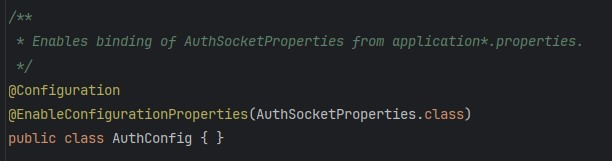 /**
 * Enables binding of AuthSocketProperties from application*.properties.
 */
@Configuration
@EnableConfigurationProperties(AuthSocketProperties.class)
public class AuthConfig { }